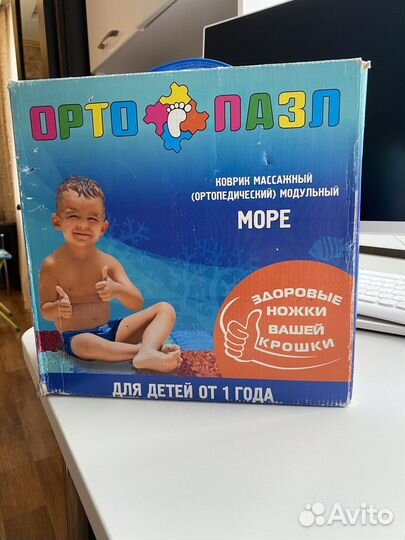 ОРТО ПАЗЛ
КОВРИК МАССАЖНЫЙ
(ОРТОПЕДИЧЕСКИЙ) МОДУЛЬНЫЙ
МОРЕ
ЗДОРОВЫЕ
НОЖКИ
ВАШЕЙ
КРОШКИ
ДЛЯ ДЕТЕЙ ОТ 1 ГОДА
Avito